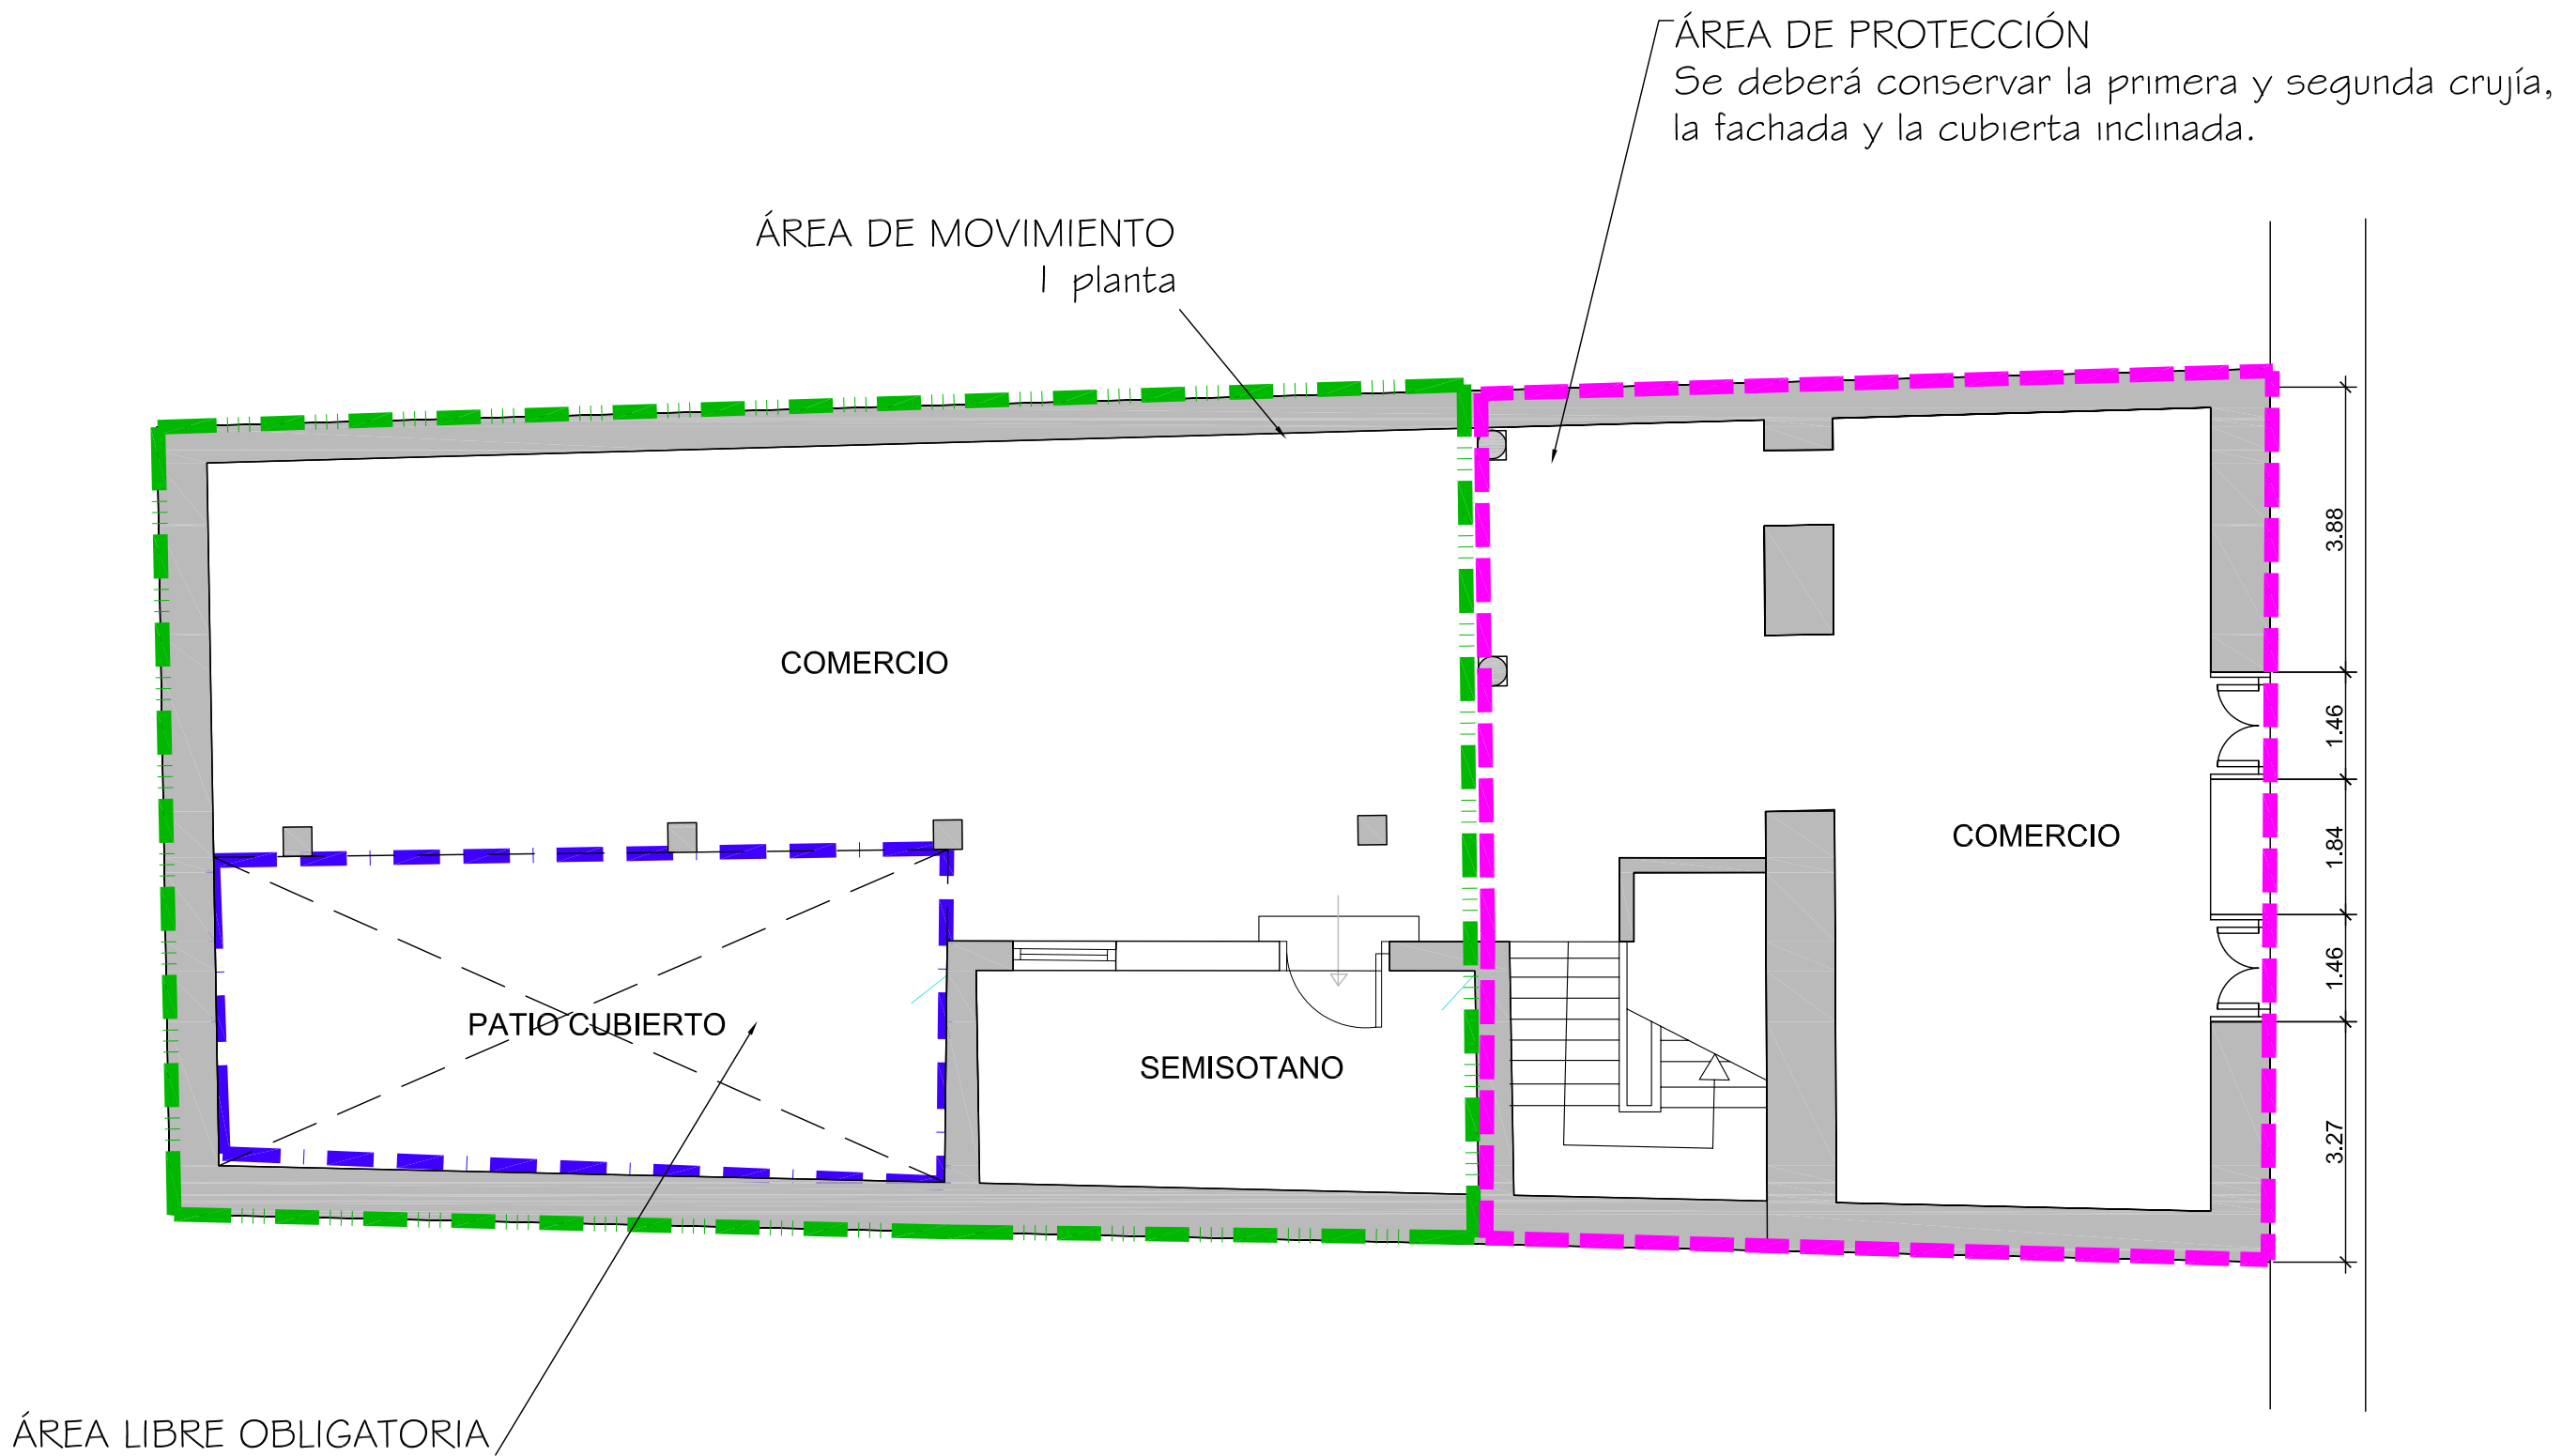 ÁREA DE PROTECCIÓN
Se deberá conservar la primera y segunda crujía,
la fachada y la cubierta inclinada.
ÁREA DE MOVIMIENTO
1 planta
3.88
COMERCIO
1.46
COMERCIO
1.84
1.46
PATIO CUBIERTO
SEMISOTANO
3.27
ÁREA LIBRE OBLIGATORIA